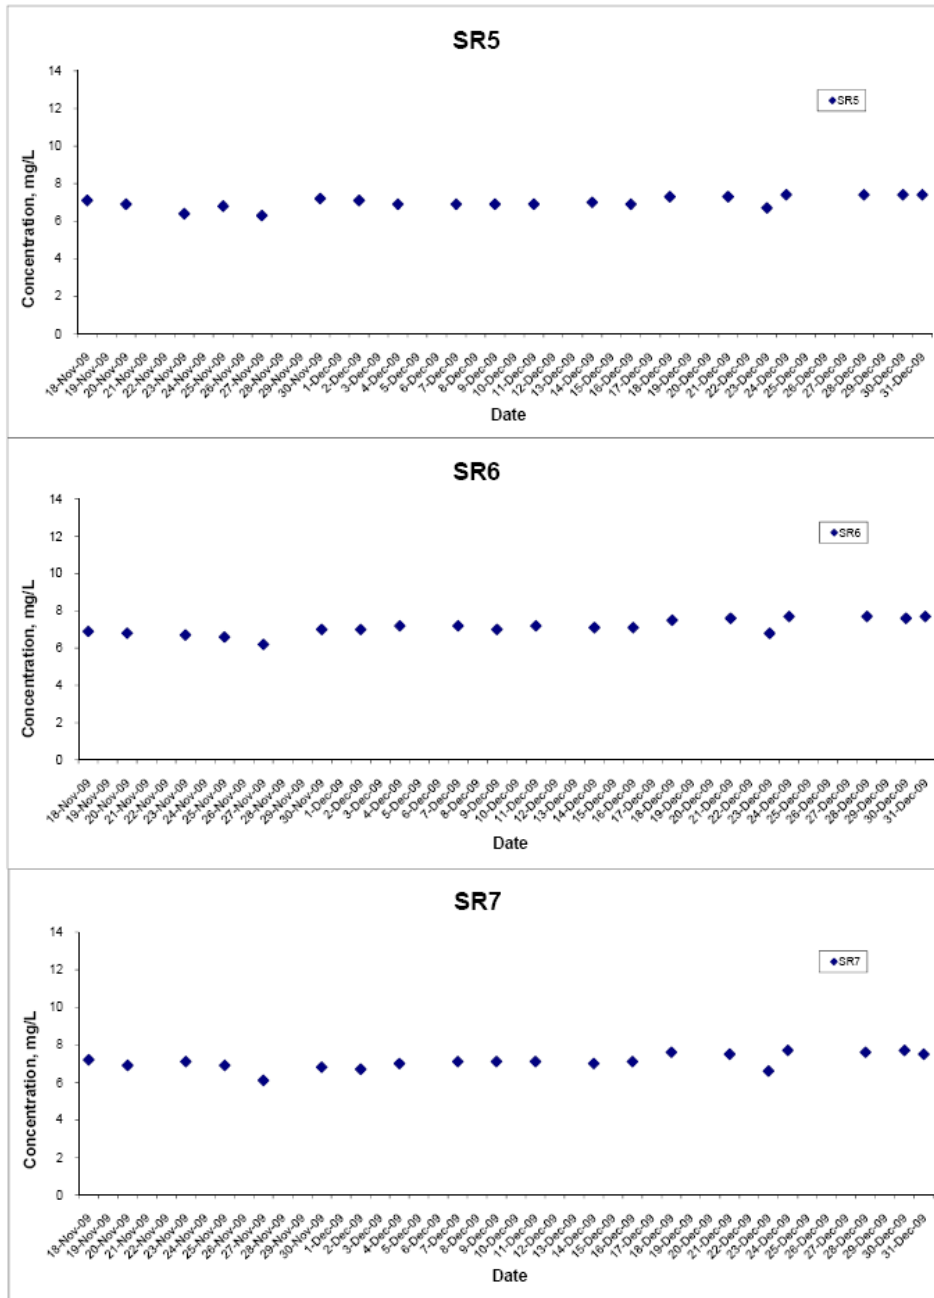 SR5
14
12
10
8
6
4
2
0
Concentration, mg/L
SR5
18-Nov-09
19-Nov-09
20-Nov-09
21-Nov-09
22-Nov-09
23-Nov-09
24-Nov-09
25-Nov-09
26-Nov-09
27-Nov-09
28-Nov-09
29-Nov-09
30-Nov-09
1-Dec-09
2-Dec-09
3-Dec-09
4-Dec-09
5-Dec-09
6-Dec-09
7-Dec-09
8-Dec-09
9-Dec-09
10-Dec-09
11-Dec-09
12-Dec-09
13-Dec-09
14-Dec-09
15-Dec-09
16-Dec-09
17-Dec-09
18-Dec-09
19-Dec-09
20-Dec-09
21-Dec-09
22-Dec-09
23-Dec-09
24-Dec-09
25-Dec-09
26-Dec-09
27-Dec-09
28-Dec-09
29-Dec-09
30-Dec-09
31-Dec-09
Date
SR6
14
12
10
8
6
4
2
0
Concentration, mg/L
SR6
18-Nov-09
19-Nov-09
20-Nov-09
21-Nov-09
22-Nov-09
23-Nov-09
24-Nov-09
25-Nov-09
26-Nov-09
27-Nov-09
28-Nov-09
29-Nov-09
30-Nov-09
1-Dec-09
2-Dec-09
3-Dec-09
4-Dec-09
5-Dec-09
6-Dec-09
7-Dec-09
8-Dec-09
9-Dec-09
10-Dec-09
11-Dec-09
12-Dec-09
13-Dec-09
14-Dec-09
15-Dec-09
16-Dec-09
17-Dec-09
18-Dec-09
19-Dec-09
20-Dec-09
21-Dec-09
22-Dec-09
23-Dec-09
24-Dec-09
25-Dec-09
26-Dec-09
27-Dec-09
28-Dec-09
29-Dec-09
30-Dec-09
31-Dec-09
Date
SR7
14
12
10
8
6
4
2
0
Concentration, mg/L
SR7
18-Nov-09
19-Nov-09
20-Nov-09
21-Nov-09
22-Nov-09
23-Nov-09
24-Nov-09
25-Nov-09
26-Nov-09
27-Nov-09
28-Nov-09
29-Nov-09
30-Nov-09
1-Dec-09
2-Dec-09
3-Dec-09
4-Dec-09
5-Dec-09
6-Dec-09
7-Dec-09
8-Dec-09
9-Dec-09
10-Dec-09
11-Dec-09
12-Dec-09
13-Dec-09
14-Dec-09
15-Dec-09
16-Dec-09
17-Dec-09
18-Dec-09
19-Dec-09
20-Dec-09
21-Dec-09
22-Dec-09
23-Dec-09
24-Dec-09
25-Dec-09
26-Dec-09
27-Dec-09
28-Dec-09
29-Dec-09
30-Dec-09
31-Dec-09
Date